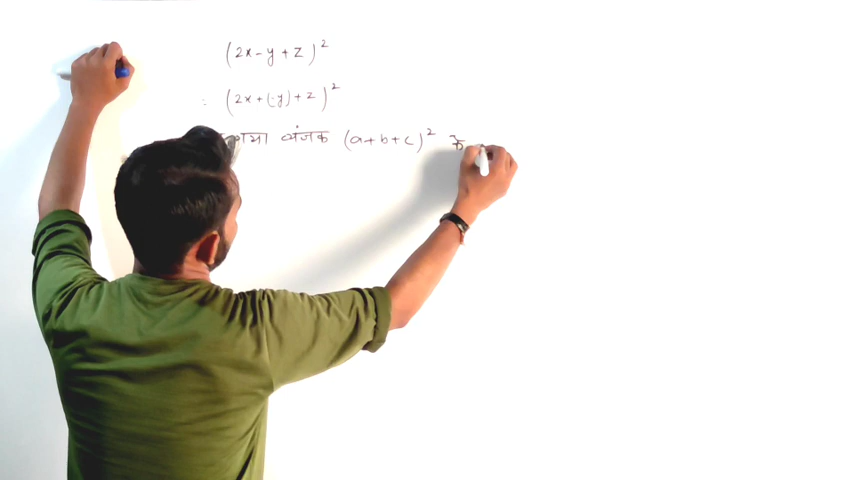 (2x - y + z)²
: (2x + (-y) + z)²
व्यंजक (a+b+c)² के